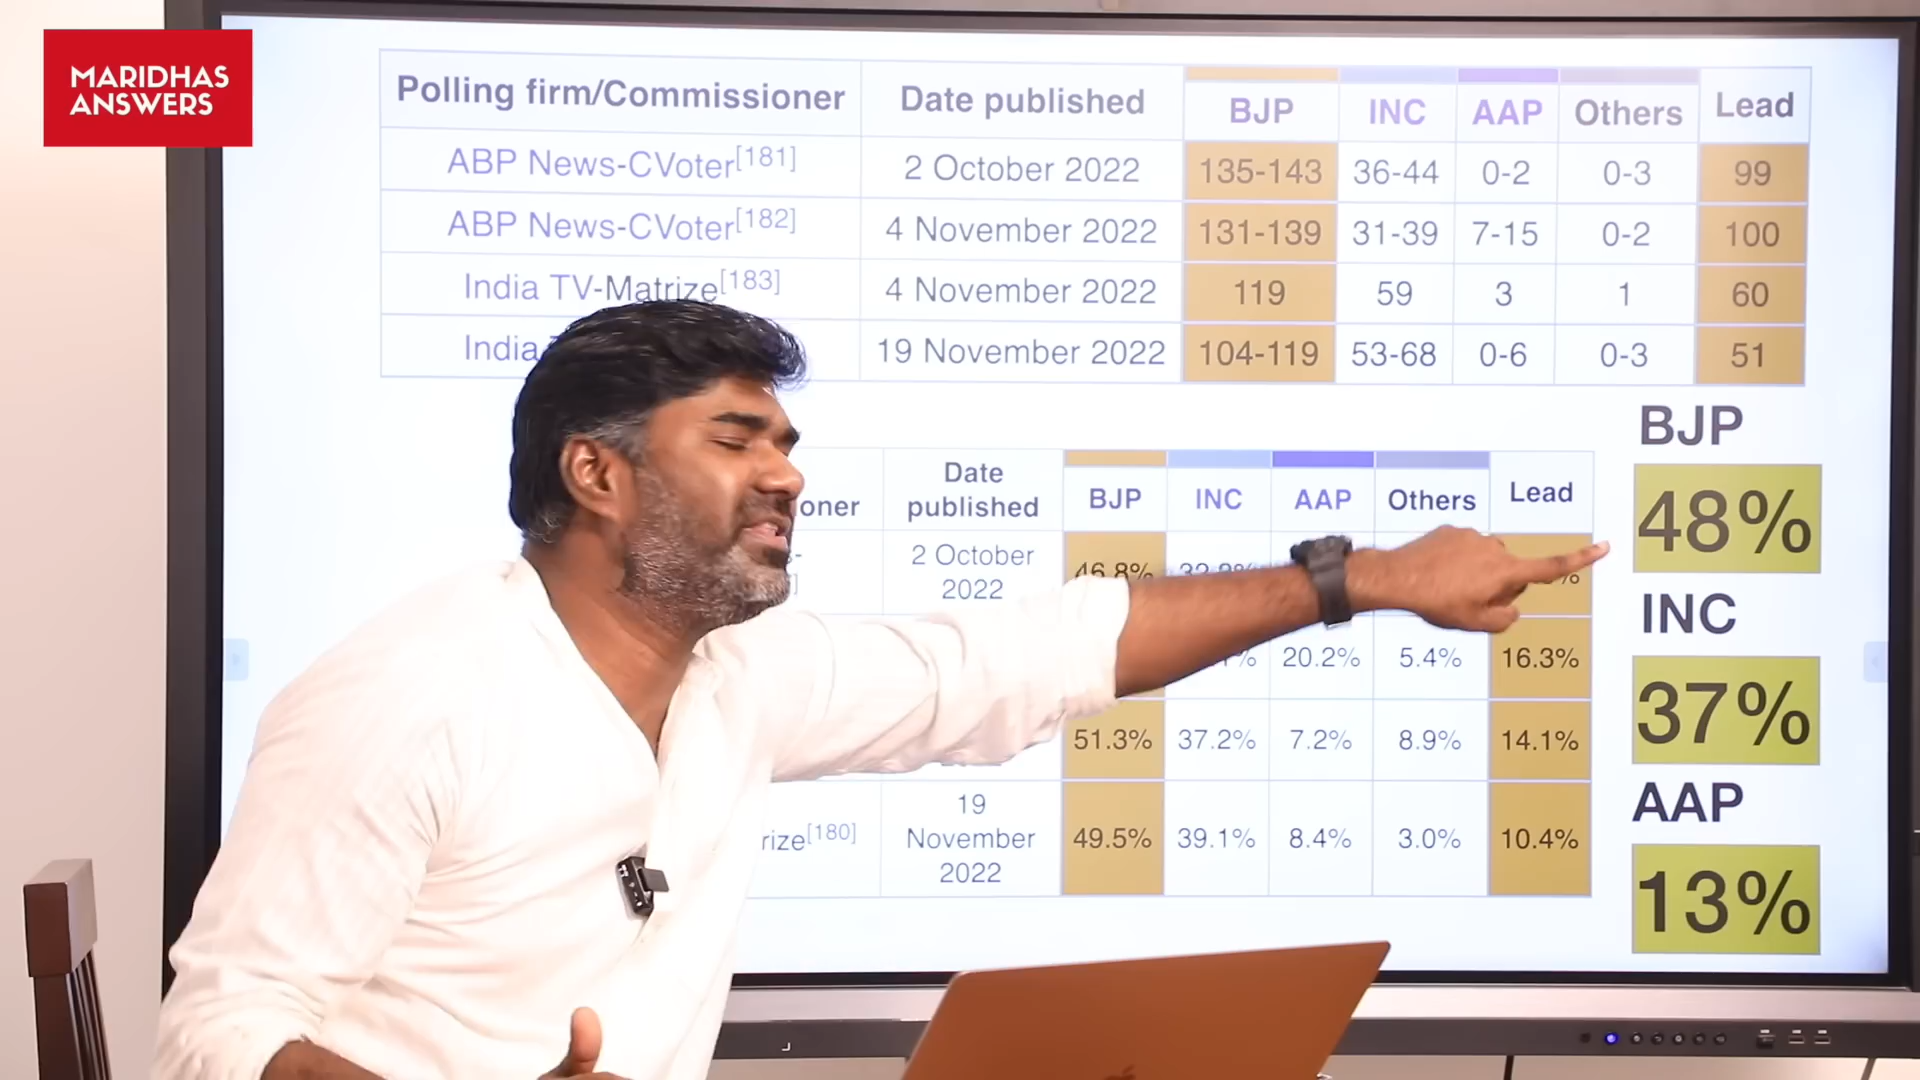 MARIDHAS
ANSWERS
Polling firm/Commissioner Date published BJP INC AAP Others Lead
ABP News-CVoter[181] 2 October 2022 135-143 36-44 0-2 0-3 99
ABP News-CVoter[182] 4 November 2022 131-139 31-39 7-15 0-2 100
India TV-Matrize[183] 4 November 2022 119 59 3 1 60
India 19 November 2022 104-119 53-68 0-6 0-3 51
oner Date published BJP INC AAP Others Lead
2 October
2022
46.8%
20.2% 5.4% 16.3%
51.3% 37.2% 7.2% 8.9% 14.1%
rize[180] 19
November
2022
49.5% 39.1% 8.4% 3.0% 10.4%
BJP
48%
INC
37%
AAP
13%